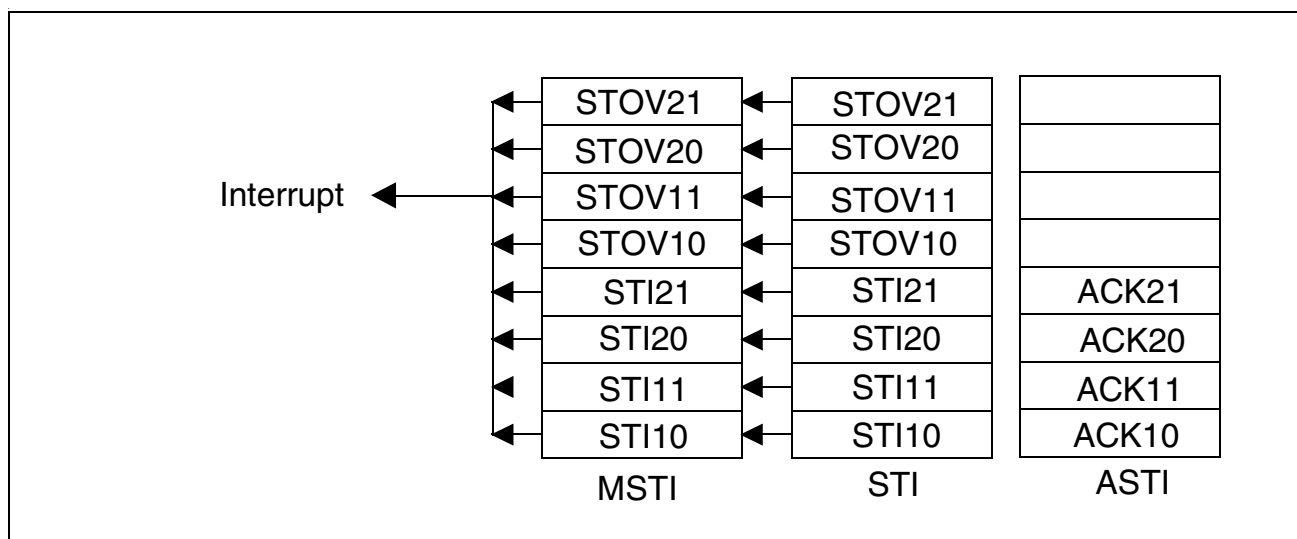 STOV21 STOV21
STOV20 STOV20
Interrupt STOV11 STOV11
STOV10 STOV10
STI21 STI21 ACK21
STI20 STI20 ACK20
STI11 STI11 ACK11
STI10 STI10 ACK10
MSTI STI ASTI